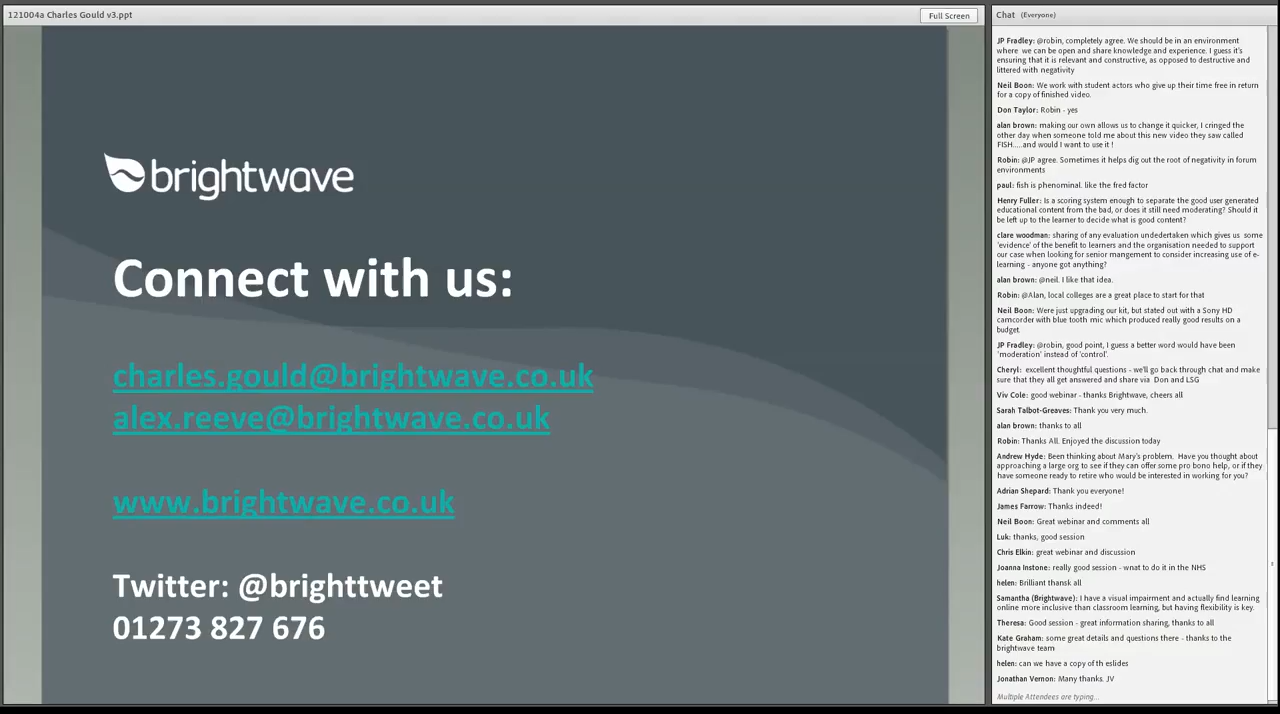 121004a Charles Gould v3.ppt
Full Screen
brightwave
Connect with us:
charles.gould@brightwave.co.uk
alex.reeve@brightwave.co.uk
www.brightwave.co.uk
Twitter: @brighttweet
01273 827 676
Chat (Everyone)
JP Fradley: @robin, completely agree. We should be in an environment
where we can be open and share knowledge and experience. I guess it's
ensuring that it is relevant and constructive, as opposed to destructive and
littered with negativity
Neil Boon: We work with student actors who give up their time free in return
for a copy of finished video.
Don Taylor: Robin - yes
alan brown: making our own allows us to change it quicker, I cringed the
other day when someone told me about this new video they saw called
FISH.....and would I want to use it !
Robin: @JP agree. Sometimes it helps dig out the root of negativity in forum
environments
paul: fish is phenominal. like the fred factor
Henry Fuller: Is a scoring system enough to separate the good user generated
educational content from the bad, or does it still need moderating? Should it
be left up to the learner to decide what is good content?
clare woodman: sharing of any evaluation undedertaken which gives us some
'evidence' of the benefit to learners and the organisation needed to support
our case when looking for senior mangement to consider increasing use of e-
learning - anyone got anything?
alan brown: @neil. I like that idea.
Robin: @Alan, local colleges are a great place to start for that
Neil Boon: Were just upgrading our kit, but stated out with a Sony HD
camcorder with blue tooth mic which produced really good results on a
budget.
JP Fradley: @robin, good point, I guess a better word would have been
'moderation' instead of 'control'.
Cheryl: excellent thoughtful questions - we'll go back through chat and make
sure that they all get answered and share via Don and LSG
Viv Cole: good webinar - thanks Brightwave, cheers all
Sarah Talbot-Greaves: Thank you very much.
alan brown: thanks to all
Robin: Thanks All. Enjoyed the discussion today
Andrew Hyde: Been thinking about Mary's problem. Have you thought about
approaching a large org to see if they can offer some pro bono help, or if they
have someone ready to retire who would be interested in working for you?
Adrian Shepard: Thank you everyone!
James Farrow: Thanks indeed!
Neil Boon: Great webinar and comments all
Luk: thanks, good session
Chris Elkin: great webinar and discussion
Joanna Instone: really good session - wnat to do it in the NHS
helen: Brilliant thansk all
Samantha (Brightwave): I have a visual impairment and actually find learning
online more inclusive than classroom learning, but having flexibility is key.
Theresa: Good session - great information sharing, thanks to all
Kate Graham: some great details and questions there - thanks to the
brightwave team
helen: can we have a copy of th eslides
Jonathan Vernon: Many thanks. JV
Multiple Attendees are typing...